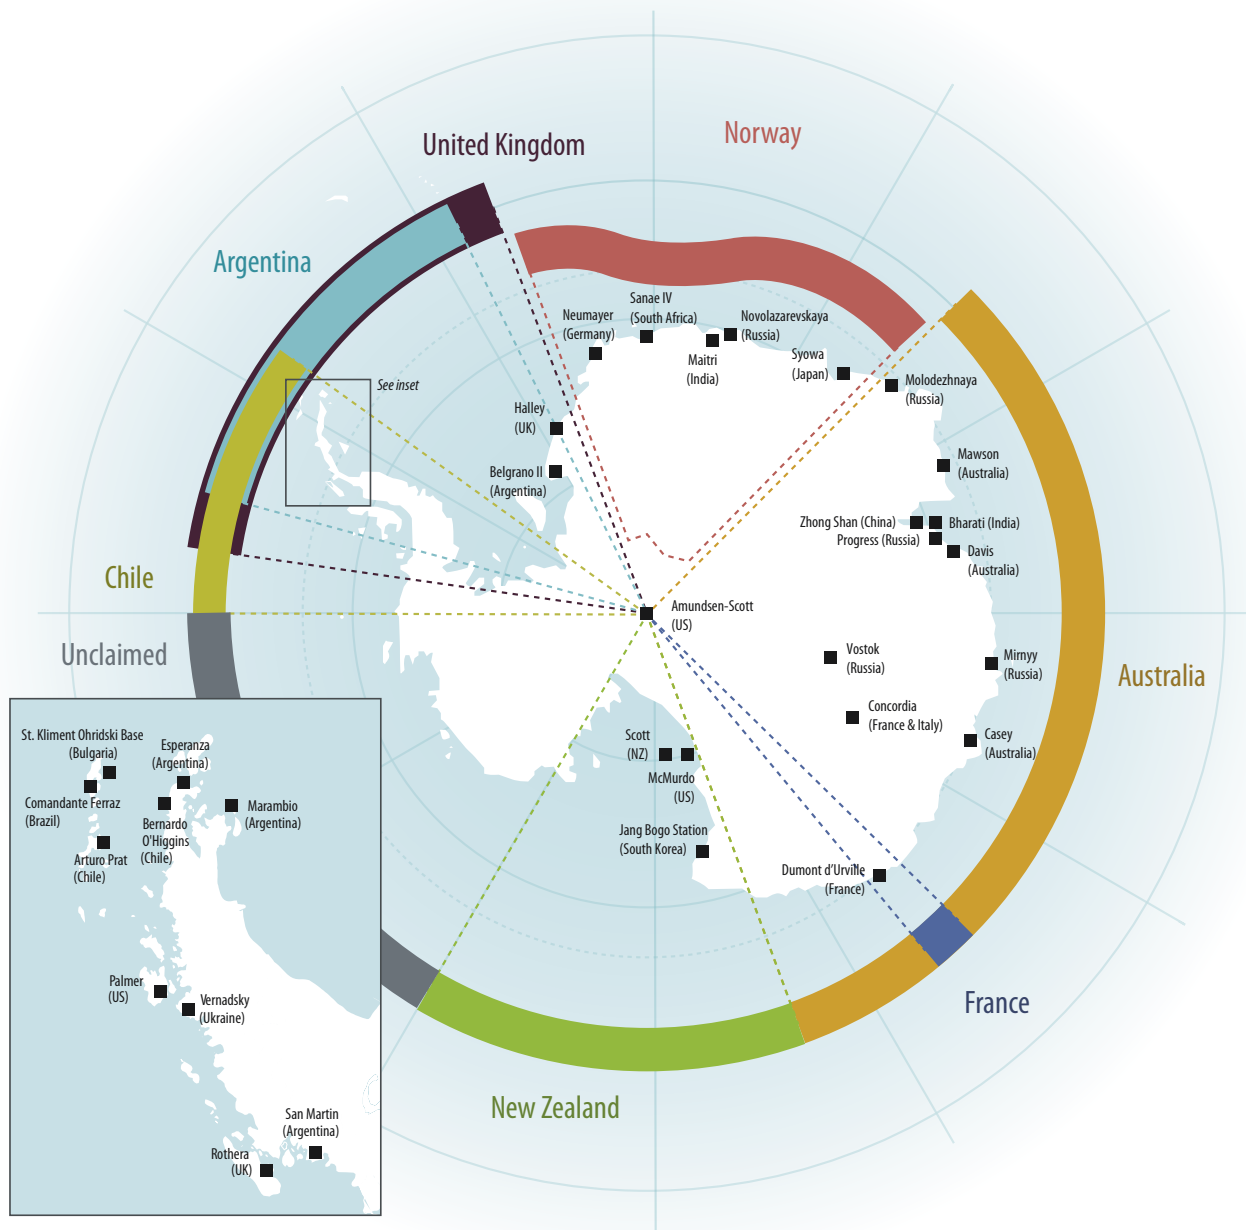 Norway
United Kingdom
Argentina
Chile
Unclaimed
Australia
France
New Zealand
See inset
Sanae IV
(South Africa)
Neumayer
(Germany)
Novolazarevskaya
(Russia)
Maitri
(India)
Syowa
(Japan)
Molodezhnaya
(Russia)
Halley
(UK)
Belgrano II
(Argentina)
Mawson
(Australia)
Zhong Shan (China)
Bharati (India)
Progress (Russia)
Davis
(Australia)
Amundsen-Scott
(US)
Vostok
(Russia)
Mirnyy
(Russia)
Concordia
(France & Italy)
Casey
(Australia)
Scott
(NZ)
McMurdo
(US)
Jang Bogo Station
(South Korea)
Dumont d'Urville
(France)
St. Kliment Ohridski Base
(Bulgaria)
Esperanza
(Argentina)
Comandante Ferraz
(Brazil)
Marambio
(Argentina)
Bernardo
O'Higgins
(Chile)
Arturo Prat
(Chile)
Palmer
(US)
Vernadsky
(Ukraine)
San Martin
(Argentina)
Rothera
(UK)